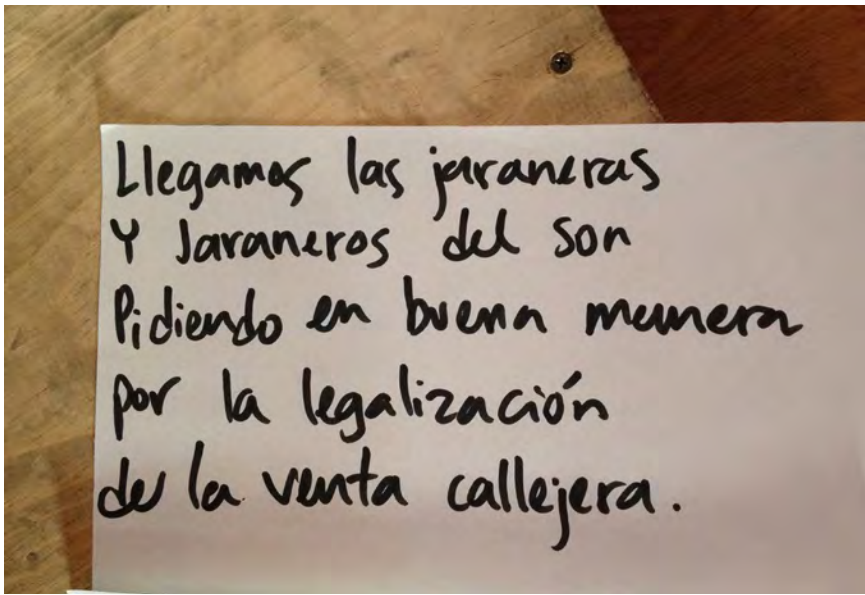 Llegamos las jaraneras
Y Jaraneros del son
Pidiendo en buena manera
por la legalización
de la venta callejera.